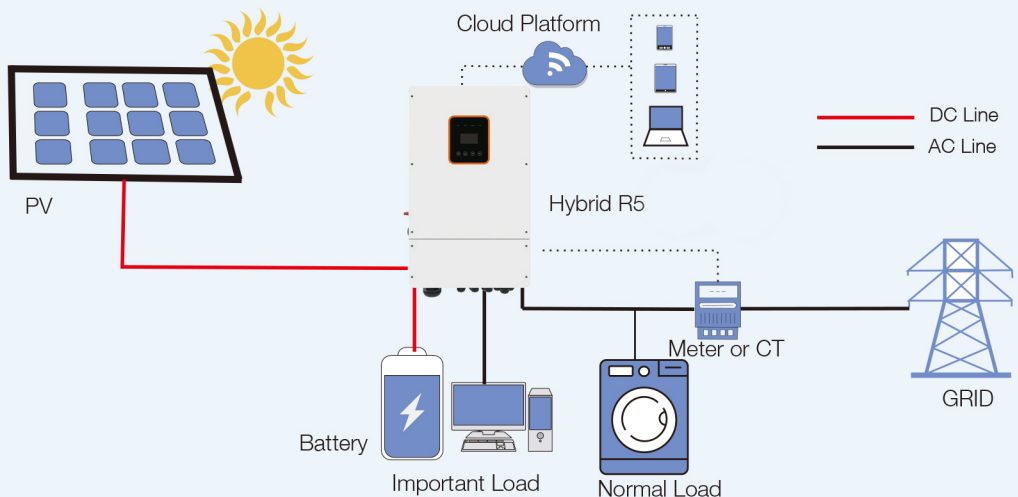 Cloud Platform
DC Line
AC Line
PV
Hybrid R5
Meter or CT
GRID
Battery
Important Load
Normal Load